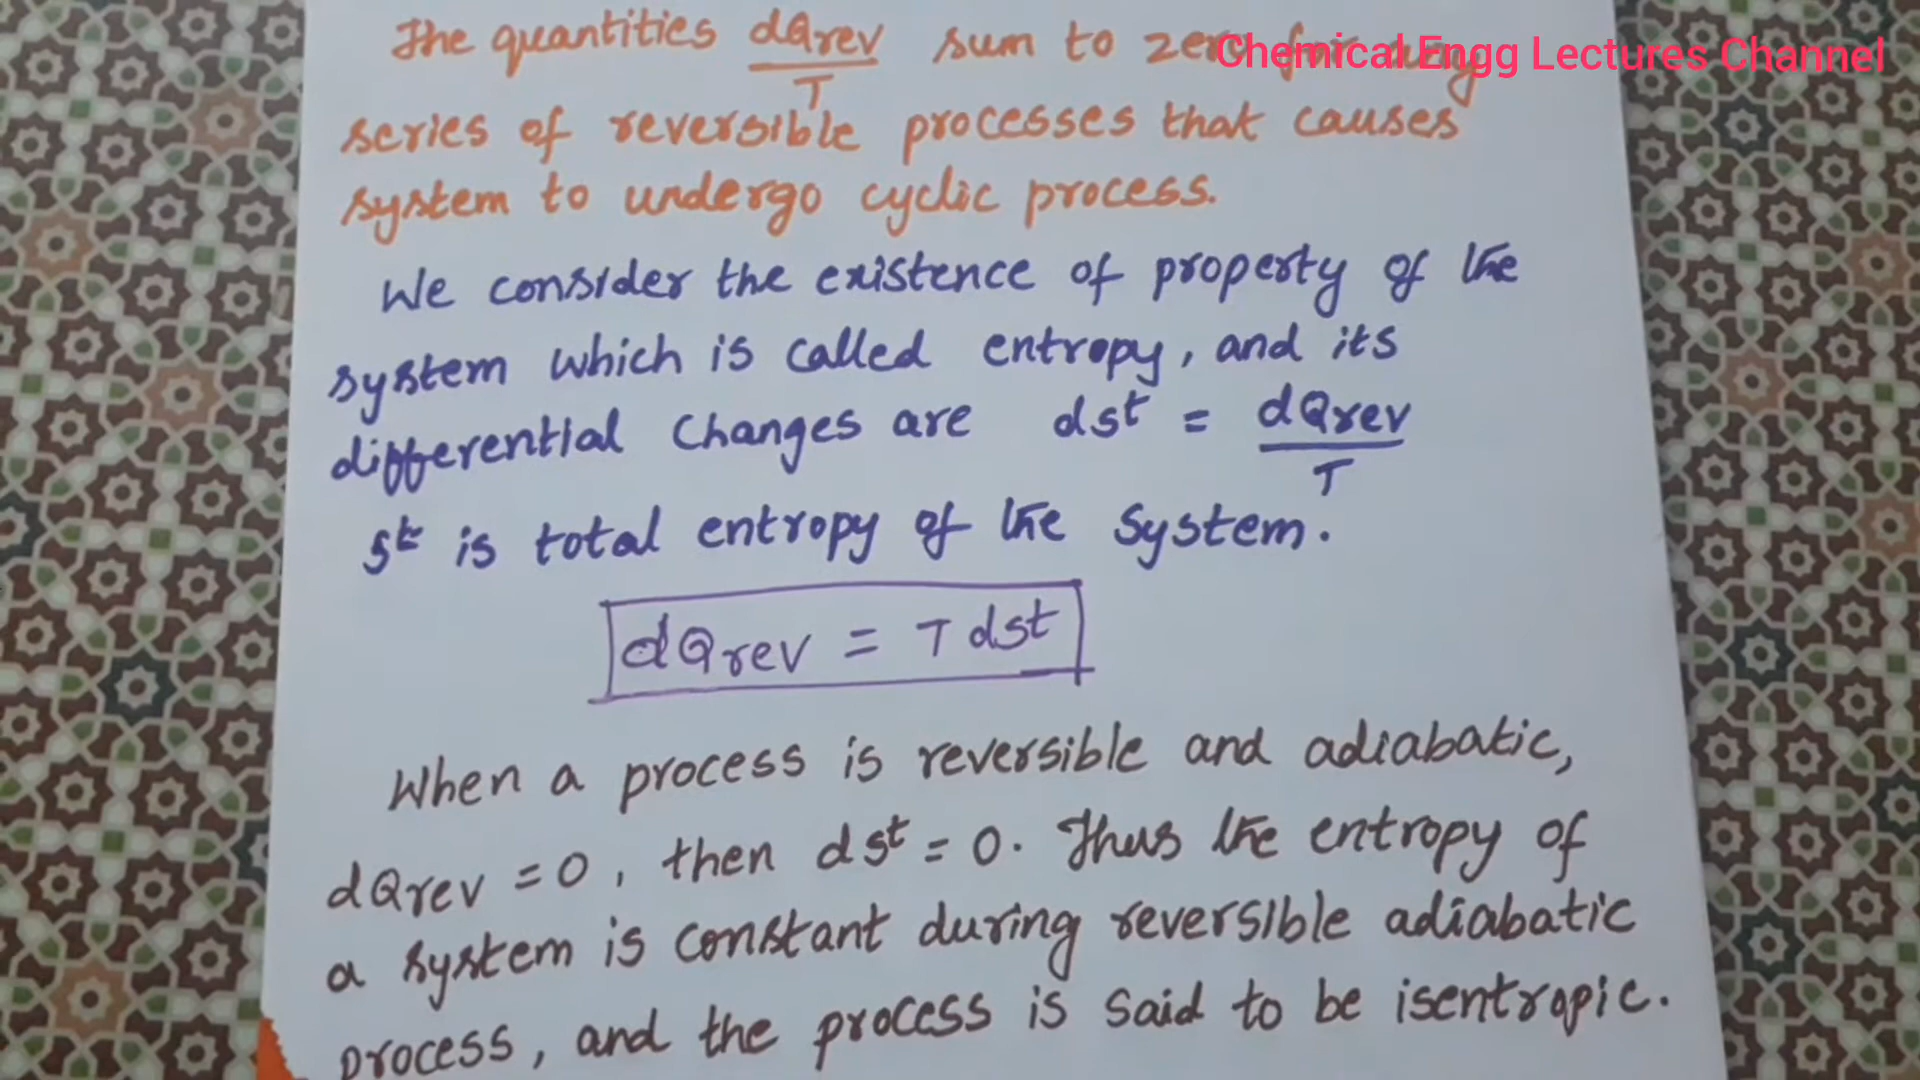 The quantities dQrev/T sum to
Chemical Engg Lectures Channel
series of reversible processes that causes
system to undergo cyclic process.
We consider the existence of property of the
system which is called entropy, and its
differential changes are dSt = dQrev/T
St is total entropy of the system.
dQrev = T dSt
When a process is reversible and adiabatic,
dQrev = 0, then dSt = 0. Thus the entropy of
a system is constant during reversible adiabatic
process, and the process is said to be isentropic.